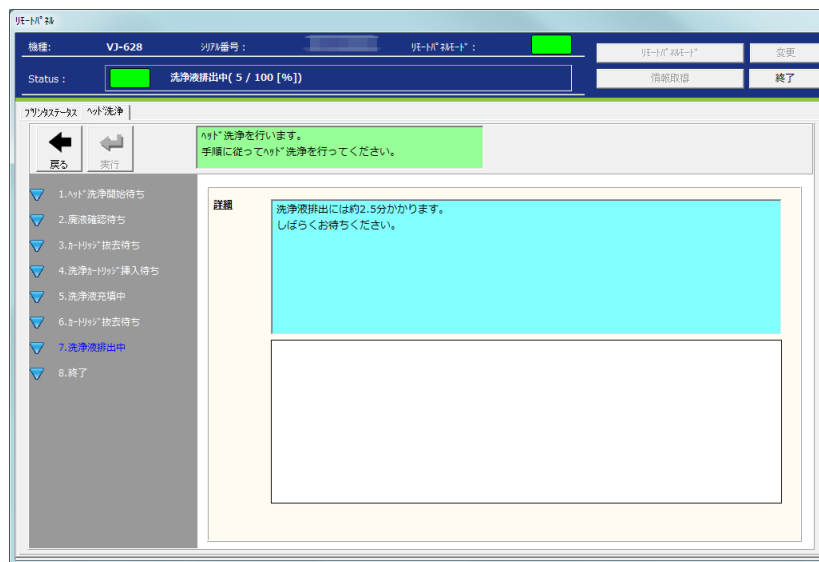 ﾘﾓｰﾄﾊﾟﾈﾙ
機種:
VJ-628
ｼﾘｱﾙ番号 :
ﾘﾓｰﾄﾊﾟﾈﾙﾓｰﾄﾞ :
ﾘﾓｰﾄﾊﾟﾈﾙﾓｰﾄﾞ
変更
Status :
洗浄液排出中( 5 / 100 [%])
情報取得
終了
ﾌﾟﾘﾝﾀｽﾃｰﾀｽ
ﾍｯﾄﾞ洗浄
戻る
実行
ﾍｯﾄﾞ洗浄を行います。
手順に従ってﾍｯﾄﾞ洗浄を行ってください。
1.ﾍｯﾄﾞ洗浄開始待ち
2.廃液確認待ち
3.ｶｰﾄﾘｯｼﾞ抜去待ち
4.洗浄ｶｰﾄﾘｯｼﾞ挿入待ち
5.洗浄液充填中
6.ｶｰﾄﾘｯｼﾞ抜去待ち
7.洗浄液排出中
8.終了
詳細
洗浄液排出には約2.5分かかります。
しばらくお待ちください。